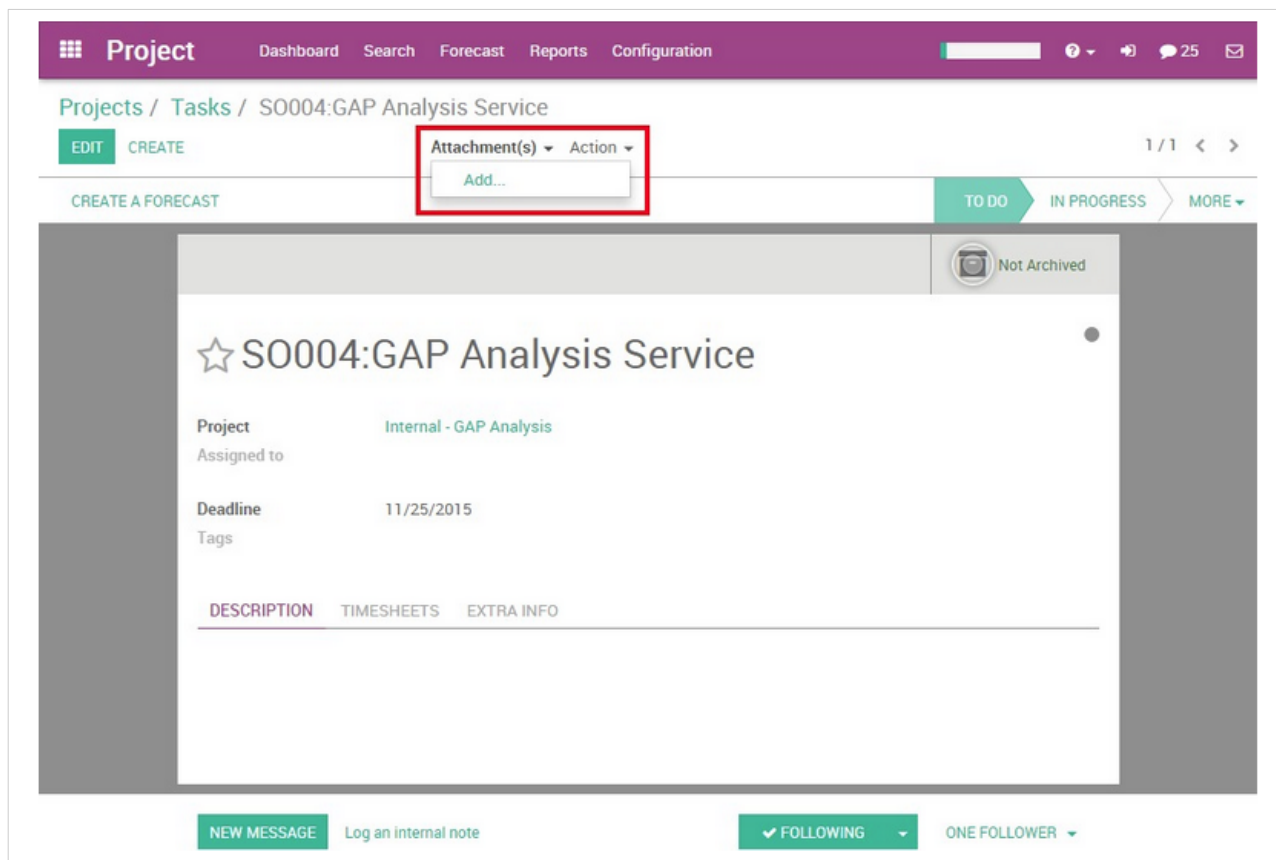 Project Dashboard Search Forecast Reports Configuration 25
Projects / Tasks / SO004:GAP Analysis Service
EDIT CREATE Attachment(s) Action 1 / 1
Add...
CREATE A FORECAST TO DO IN PROGRESS MORE
Not Archived
SO004:GAP Analysis Service
Project Internal - GAP Analysis
Assigned to
Deadline 11/25/2015
Tags
DESCRIPTION TIMESHEETS EXTRA INFO
NEW MESSAGE Log an internal note FOLLOWING ONE FOLLOWER